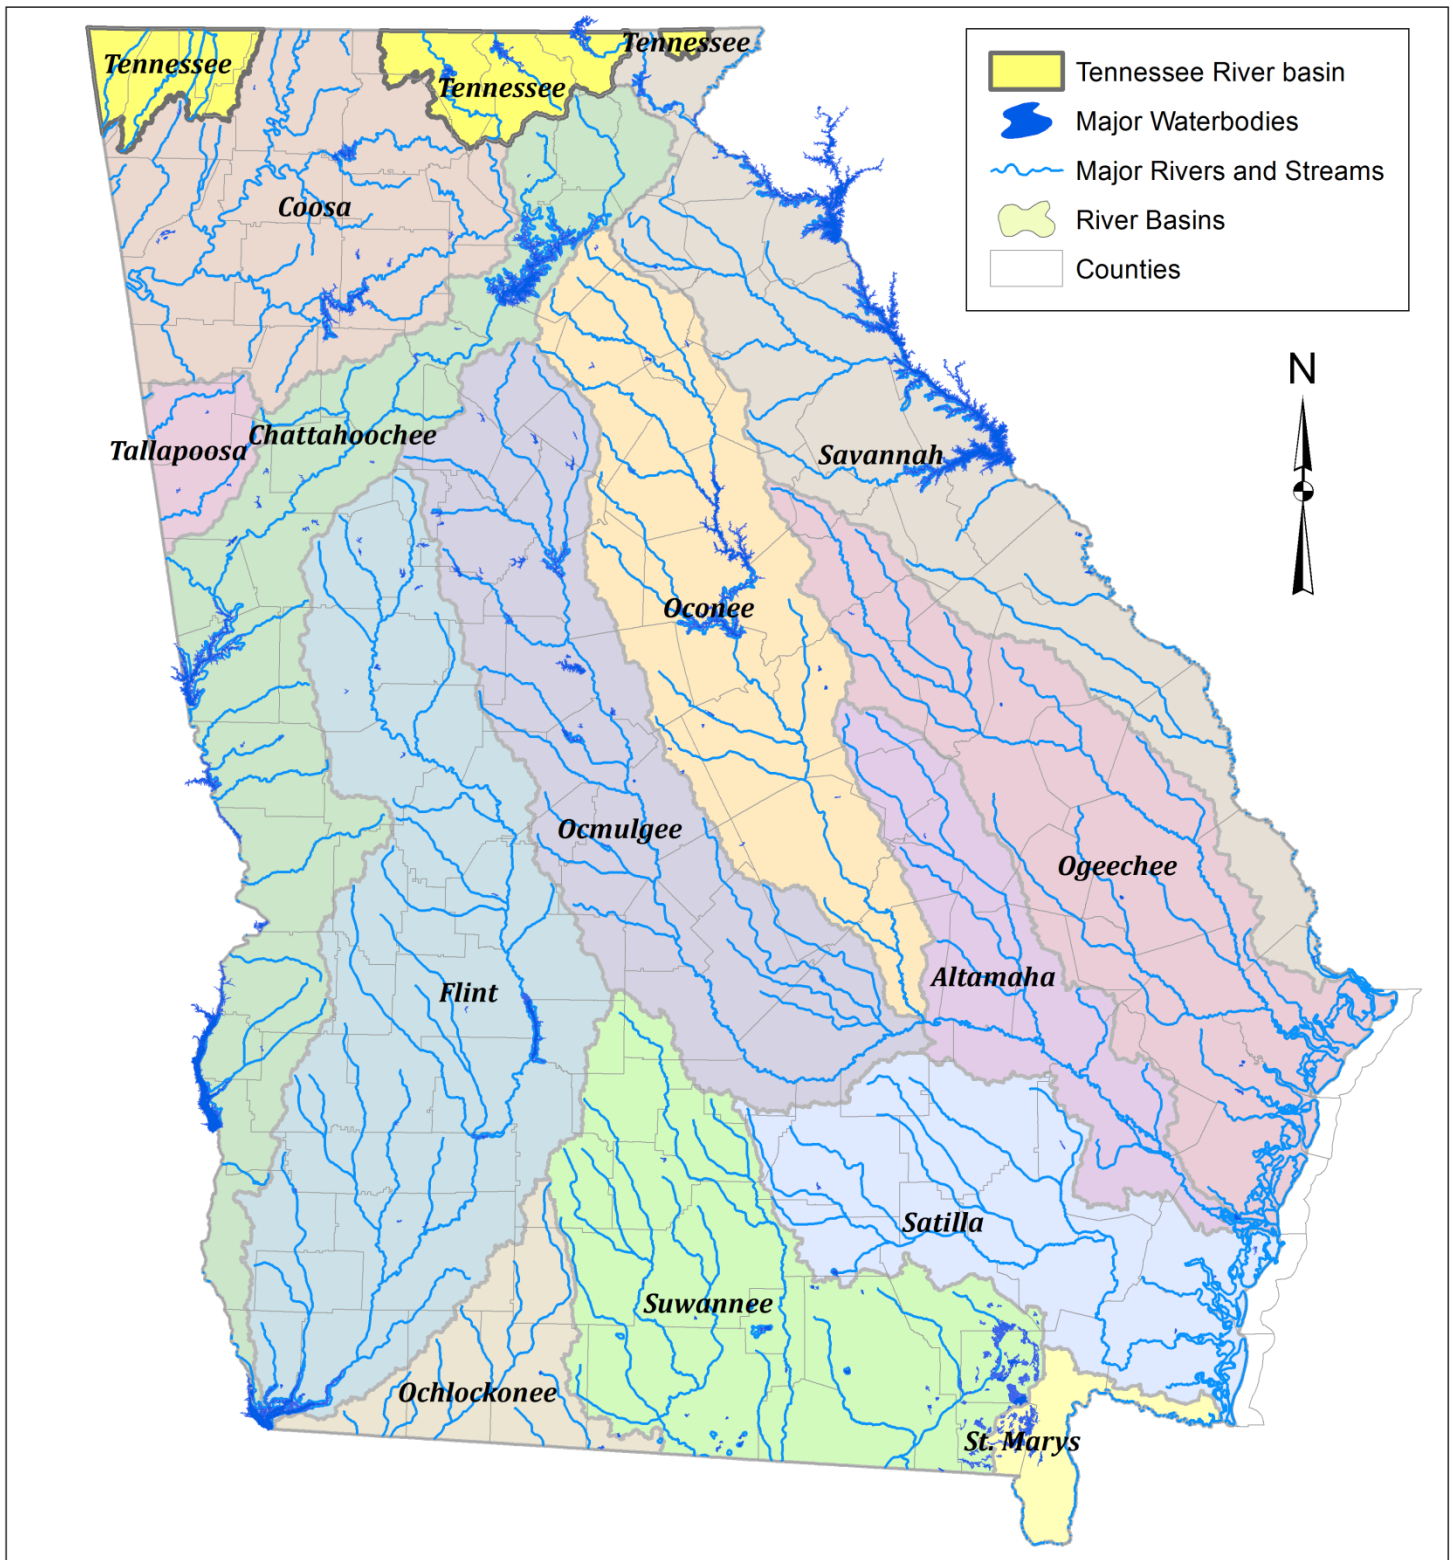 Tennessee
Tennessee
Tennessee
Tennessee River basin
Major Waterbodies
Major Rivers and Streams
River Basins
Counties
Coosa
N
Tallapoosa
Chattahoochee
Savannah
Oconee
Ocmulgee
Ogeechee
Flint
Altamaha
Satilla
Suwannee
Ochlockonee
St. Marys